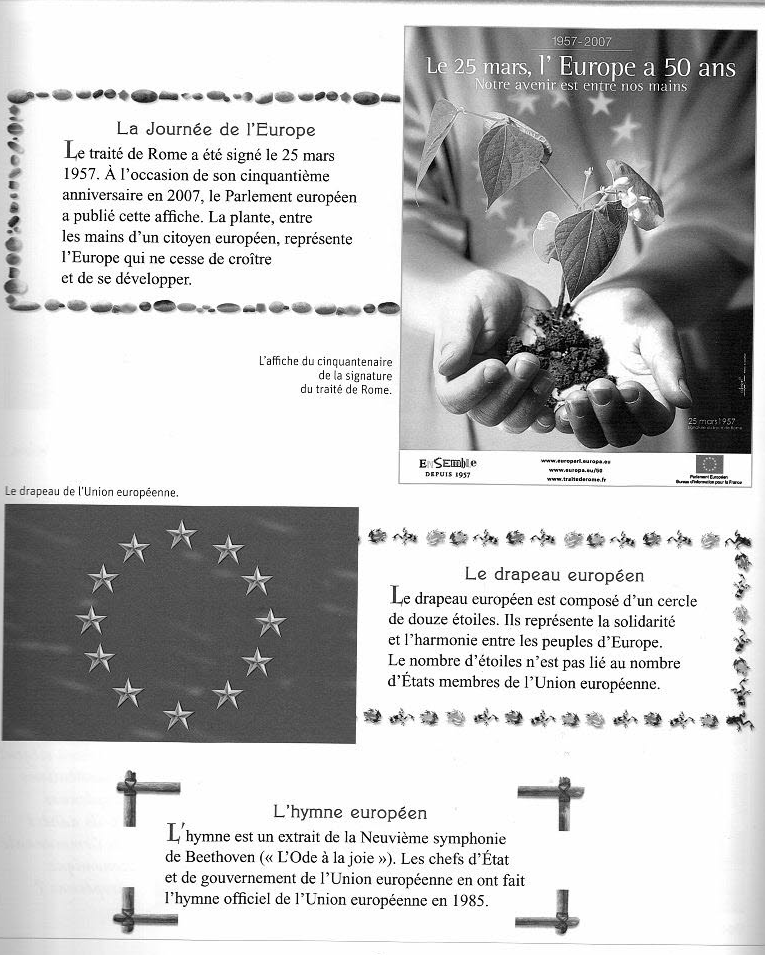 1957-2007
Le 25 mars, l'Europe a 50 ans
Notre avenir est entre nos mains
La Journée de l'Europe
Le traité de Rome a été signé le 25 mars
1957. À l'occasion de son cinquantième
anniversaire en 2007, le Parlement européen
a publié cette affiche. La plante, entre
les mains d'un citoyen européen, représente
l'Europe qui ne cesse de croître
et de se développer.
L'affiche du cinquantenaire
de la signature
du traité de Rome.
25 mars 1957
EnSEmble
DEPUIS 1957
www.europarl.europa.eu
www.europa.eu/50
www.traitederome.fr
Parlement Européen
Bureau d'information pour la France
Le drapeau de l'Union européenne.
Le drapeau européen
Le drapeau européen est composé d'un cercle
de douze étoiles. Ils représente la solidarité
et l'harmonie entre les peuples d'Europe.
Le nombre d'étoiles n'est pas lié au nombre
d'États membres de l'Union européenne.
L'hymne européen
L'hymne est un extrait de la Neuvième symphonie
de Beethoven (« L'Ode à la joie »). Les chefs d'État
et de gouvernement de l'Union européenne en ont fait
l'hymne officiel de l'Union européenne en 1985.